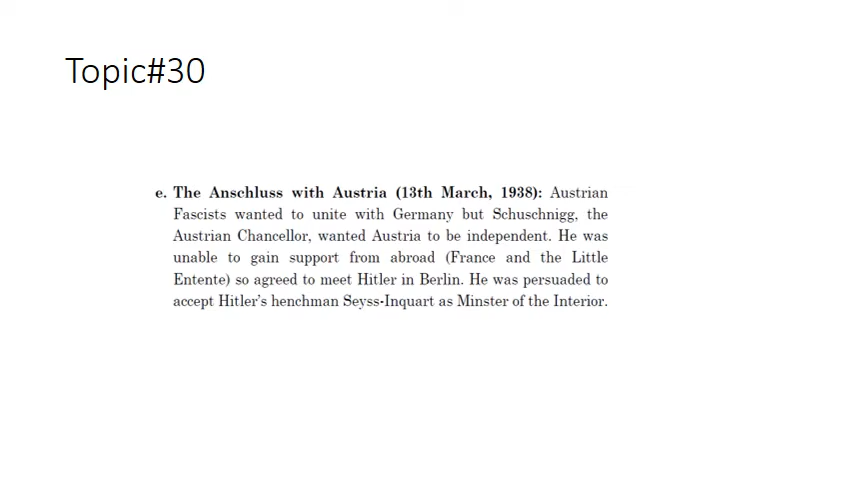 Topic#30
e. The Anschluss with Austria (13th March, 1938): Austrian
Fascists wanted to unite with Germany but Schuschnigg, the
Austrian Chancellor, wanted Austria to be independent. He was
unable to gain support from abroad (France and the Little
Entente) so agreed to meet Hitler in Berlin. He was persuaded to
accept Hitler's henchman Seyss-Inquart as Minster of the Interior.